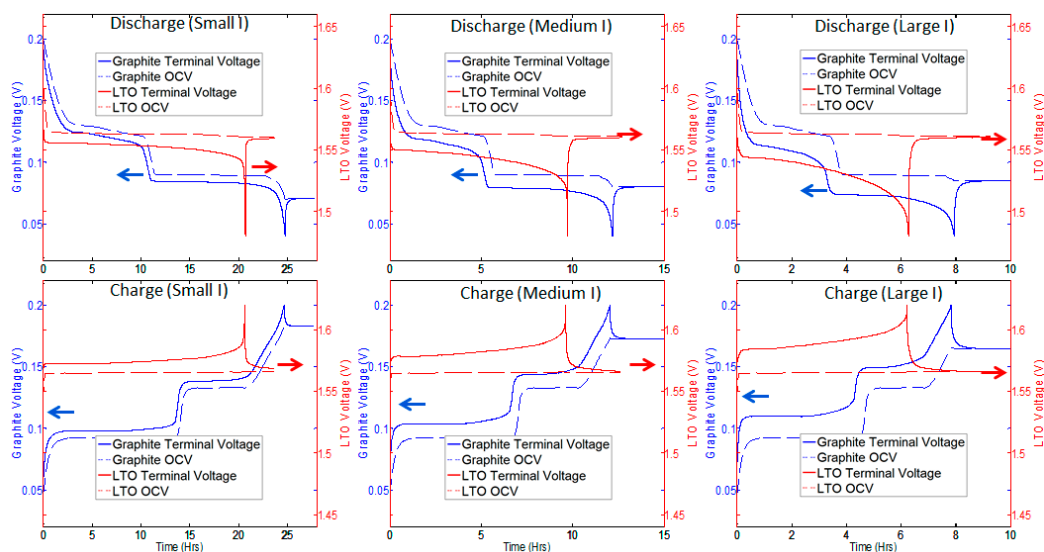 Discharge (Small I)
Graphite Voltage (V)
0.2
0.15
0.1
0.05
Graphite Terminal Voltage
Graphite OCV
LTO Terminal Voltage
LTO OCV
1.65
1.6
1.55
1.5
LTO Voltage (V)
0 5 10 15 20 25
Time (Hrs)
Discharge (Medium I)
Graphite Voltage (V)
0.2
0.15
0.1
0.05
Graphite Terminal Voltage
Graphite OCV
LTO Terminal Voltage
LTO OCV
1.65
1.6
1.55
1.5
LTO Voltage (V)
0 5 10 15
Time (Hrs)
Discharge (Large I)
Graphite Voltage (V)
0.2
0.15
0.1
0.05
Graphite Terminal Voltage
Graphite OCV
LTO Terminal Voltage
LTO OCV
1.65
1.6
1.55
1.5
LTO Voltage (V)
0 2 4 6 8 10
Time (Hrs)
Charge (Small I)
Graphite Voltage (V)
0.2
0.15
0.1
0.05
Graphite Terminal Voltage
Graphite OCV
LTO Terminal Voltage
LTO OCV
1.6
1.55
1.5
1.45
LTO Voltage (V)
0 5 10 15 20 25
Time (Hrs)
Charge (Medium I)
Graphite Voltage (V)
0.2
0.15
0.1
0.05
Graphite Terminal Voltage
Graphite OCV
LTO Terminal Voltage
LTO OCV
1.6
1.55
1.5
1.45
LTO Voltage (V)
0 5 10 15
Time (Hrs)
Charge (Large I)
Graphite Voltage (V)
0.2
0.15
0.1
0.05
Graphite Terminal Voltage
Graphite OCV
LTO Terminal Voltage
LTO OCV
1.6
1.55
1.5
1.45
LTO Voltage (V)
0 2 4 6 8 10
Time (Hrs)